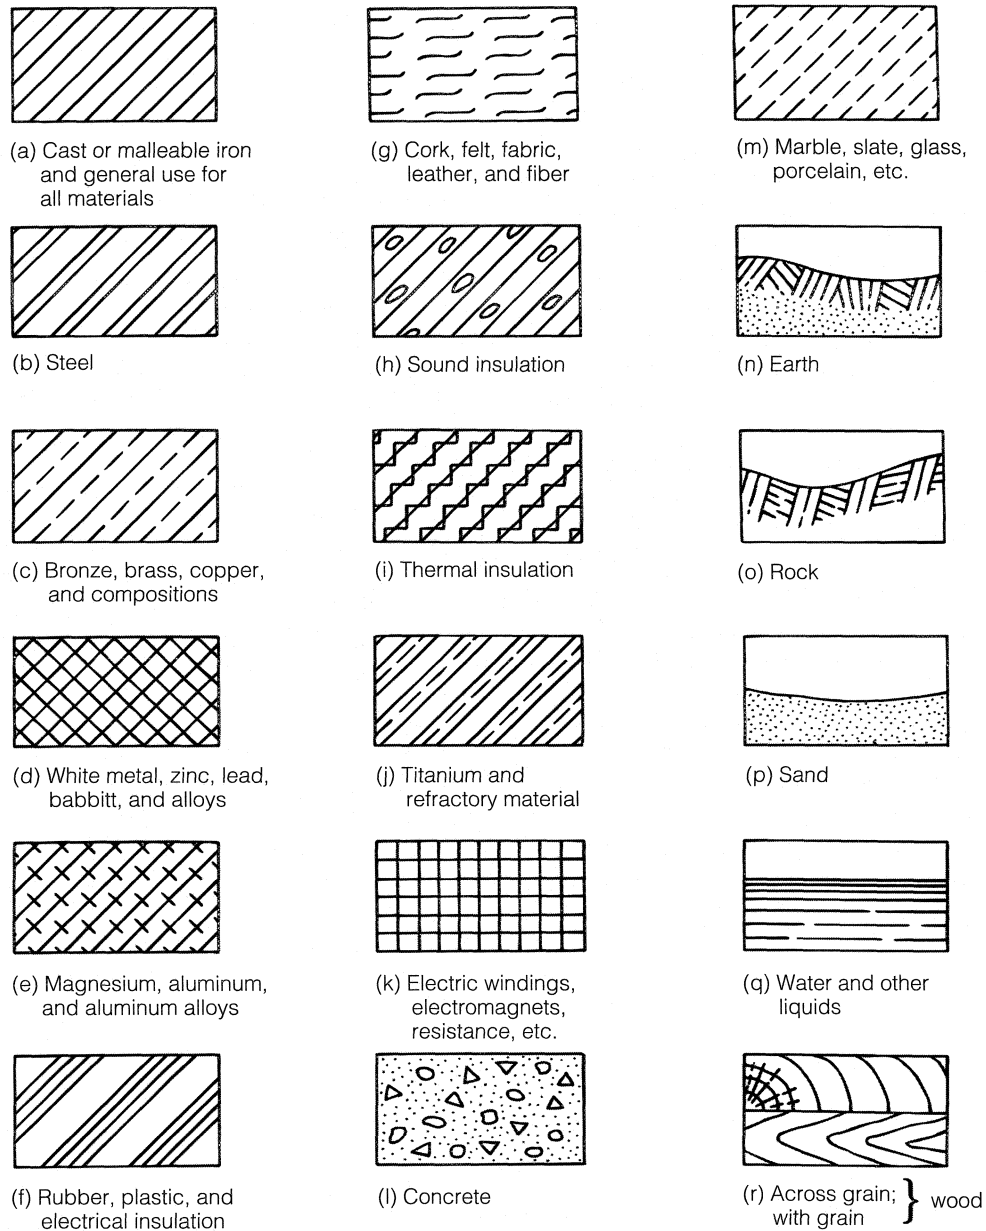 (a) Cast or malleable iron
and general use for
all materials
(b) Steel
(c) Bronze, brass, copper,
and compositions
(d) White metal, zinc, lead,
babbitt, and alloys
(e) Magnesium, aluminum,
and aluminum alloys
(f) Rubber, plastic, and
electrical insulation
(g) Cork, felt, fabric,
leather, and fiber
(h) Sound insulation
(i) Thermal insulation
(j) Titanium and
refractory material
(k) Electric windings,
electromagnets,
resistance, etc.
(l) Concrete
(m) Marble, slate, glass,
porcelain, etc.
(n) Earth
(o) Rock
(p) Sand
(q) Water and other
liquids
(r) Across grain;
with grain } wood